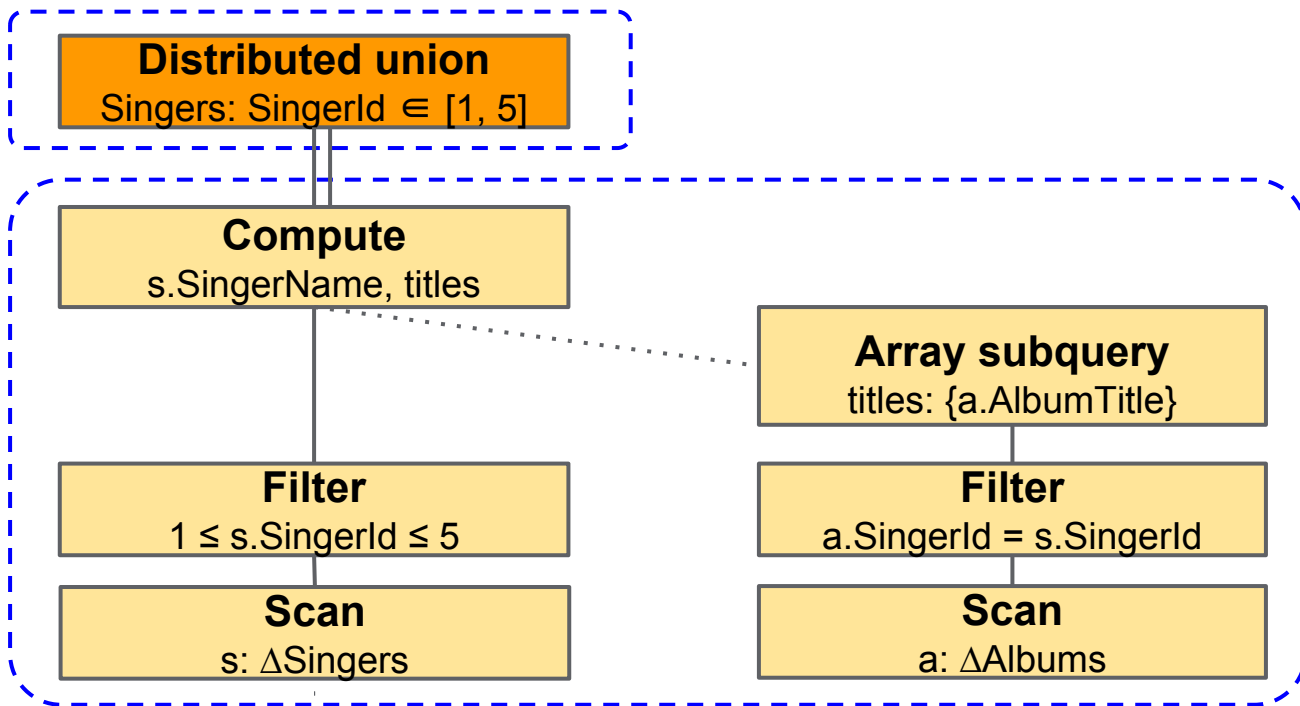 Distributed union
Singers: SingerId ∈ [1, 5]
Compute
s.SingerName, titles
Array subquery
titles: {a.AlbumTitle}
Filter
1 ≤ s.SingerId ≤ 5
Filter
a.SingerId = s.SingerId
Scan
s: ΔSingers
Scan
a: ΔAlbums